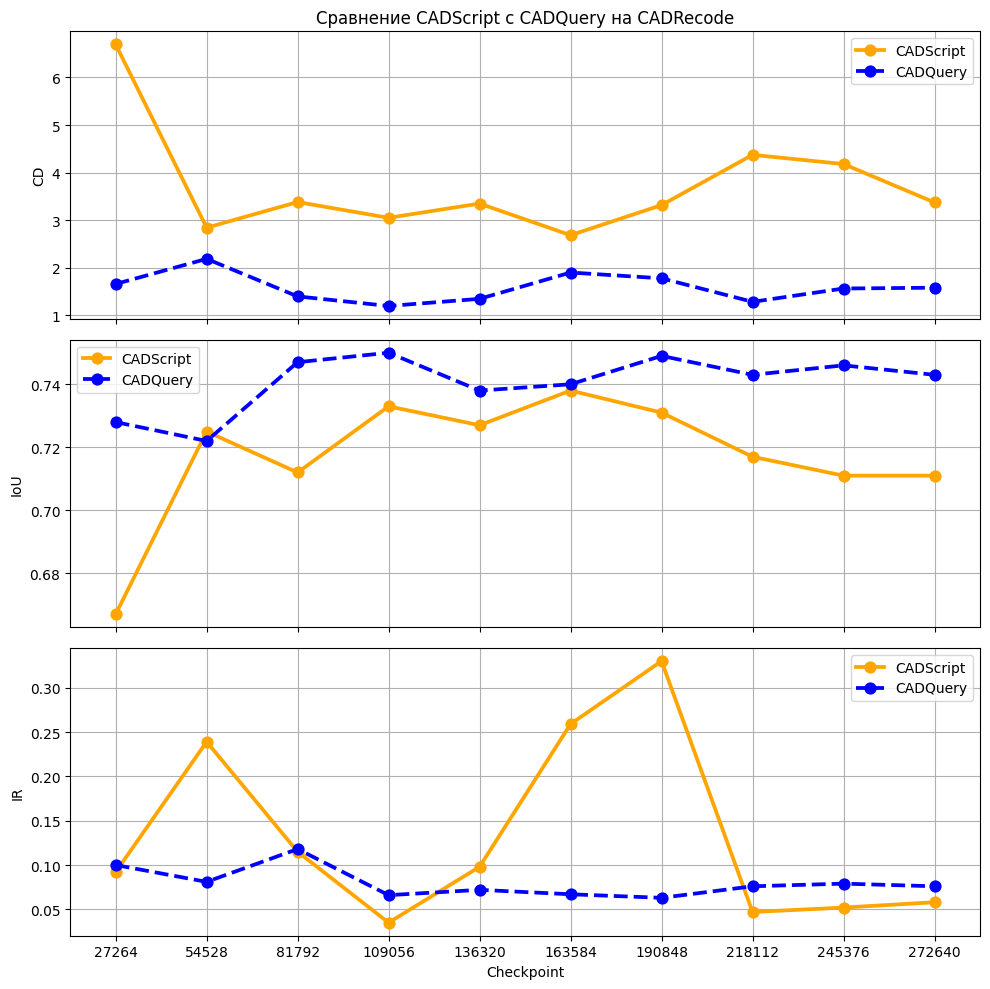 Сравнение CADScript с CADQuery на CADRecode
CADScript
CADQuery
6
5
4
3
2
1
CD
CADScript
CADQuery
0.74
0.72
0.70
0.68
IoU
CADScript
CADQuery
0.30
0.25
0.20
0.15
0.10
0.05
IR
27264 54528 81792 109056 136320 163584 190848 218112 245376 272640
Checkpoint